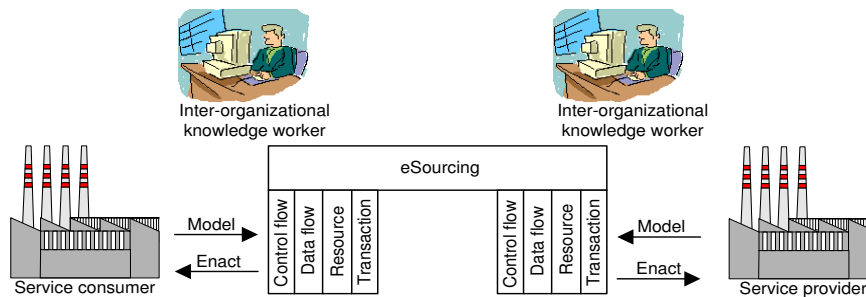 Inter-organizational
knowledge worker
Inter-organizational
knowledge worker
eSourcing
Control flow
Data flow
Resource
Transaction
Control flow
Data flow
Resource
Transaction
Model
Enact
Model
Enact
Service consumer
Service provider